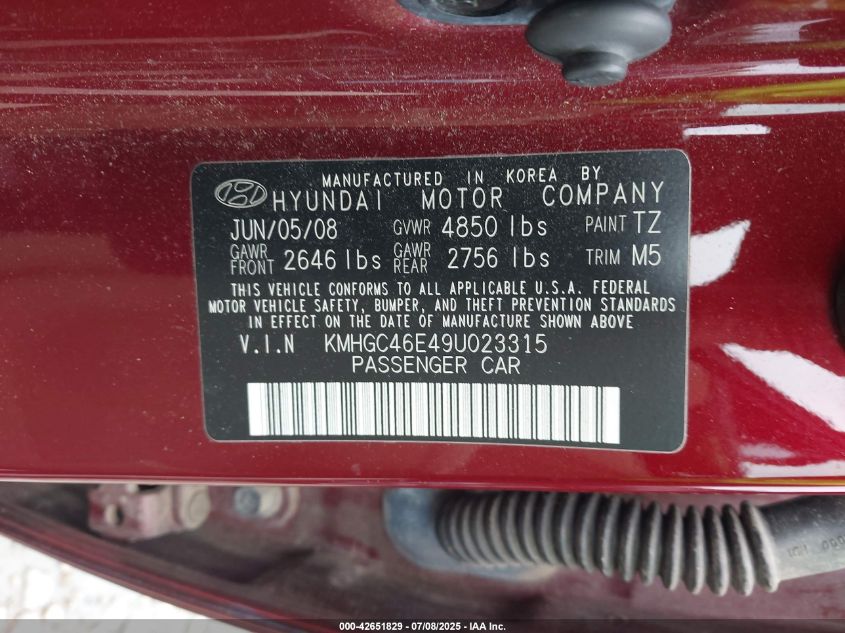 MANUFACTURED IN KOREA BY
HYUNDAI MOTOR COMPANY
JUN/05/08 GVWR 4850 lbs PAINT TZ
GAWR FRONT 2646 lbs GAWR REAR 2756 lbs TRIM M5
THIS VEHICLE CONFORMS TO ALL APPLICABLE U.S.A. FEDERAL
MOTOR VEHICLE SAFETY, BUMPER, AND THEFT PREVENTION STANDARDS
IN EFFECT ON THE DATE OF MANUFACTURE SHOWN ABOVE
V.I.N KMHGC46E49U023315
PASSENGER CAR
000-42651829 - 07/08/2025 - IAA Inc.